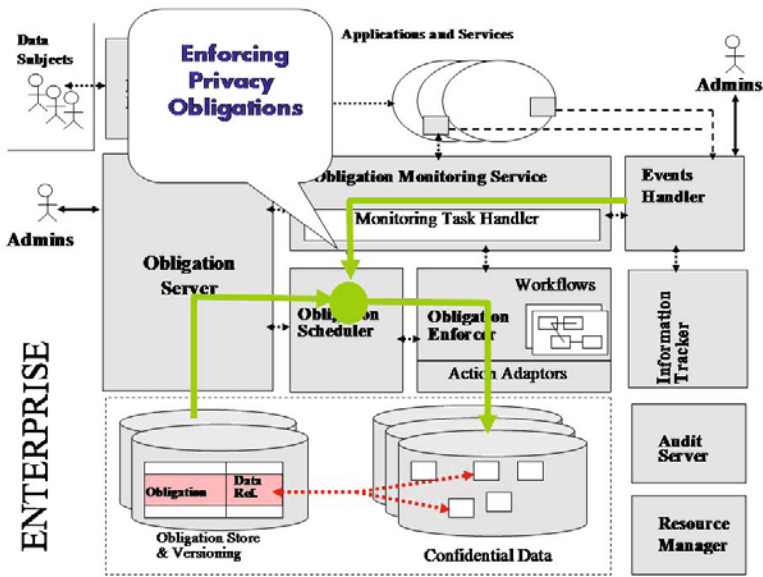 Data
Subjects
Enforcing
Privacy
Obligations
Applications and Services
Admins
Obligation Monitoring Service
Monitoring Task Handler
Events
Handler
Admins
Obligation
Server
Obligation
Scheduler
Workflows
Obligation
Enforcer
Action Adaptors
Information
Tracker
ENTERPRISE
Obligation
Data
Ref.
Obligation Store
& Versioning
Confidential Data
Audit
Server
Resource
Manager